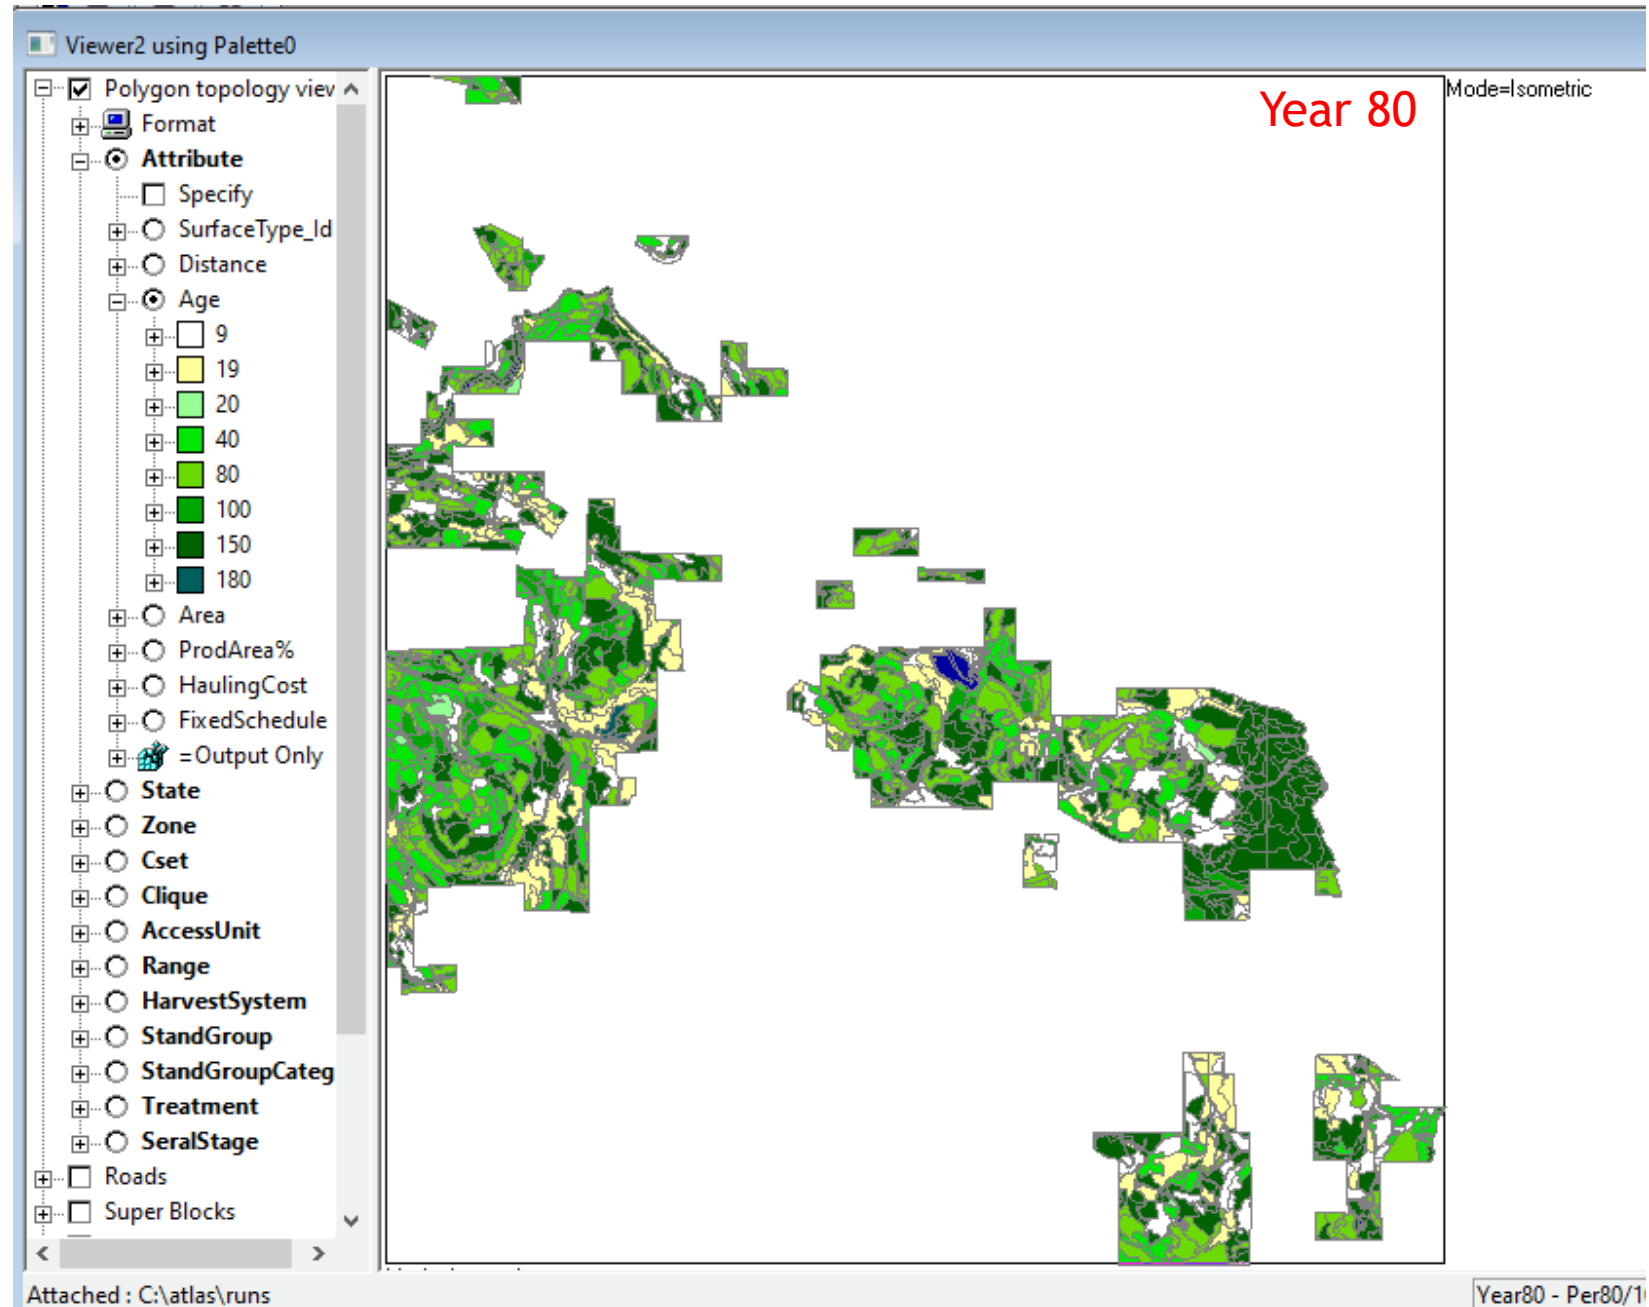 Viewer2 using Palette0
Polygon topology view
Format
Attribute
Specify
SurfaceType_Id
Distance
Age
9
19
20
40
80
100
150
180
Area
ProdArea%
HaulingCost
FixedSchedule
=Output Only
State
Zone
Cset
Clique
AccessUnit
Range
HarvestSystem
StandGroup
StandGroupCateg
Treatment
SeralStage
Roads
Super Blocks
Year 80
Mode=Isometric
Attached : C:\atlas\runs
Year80 - Per80/1